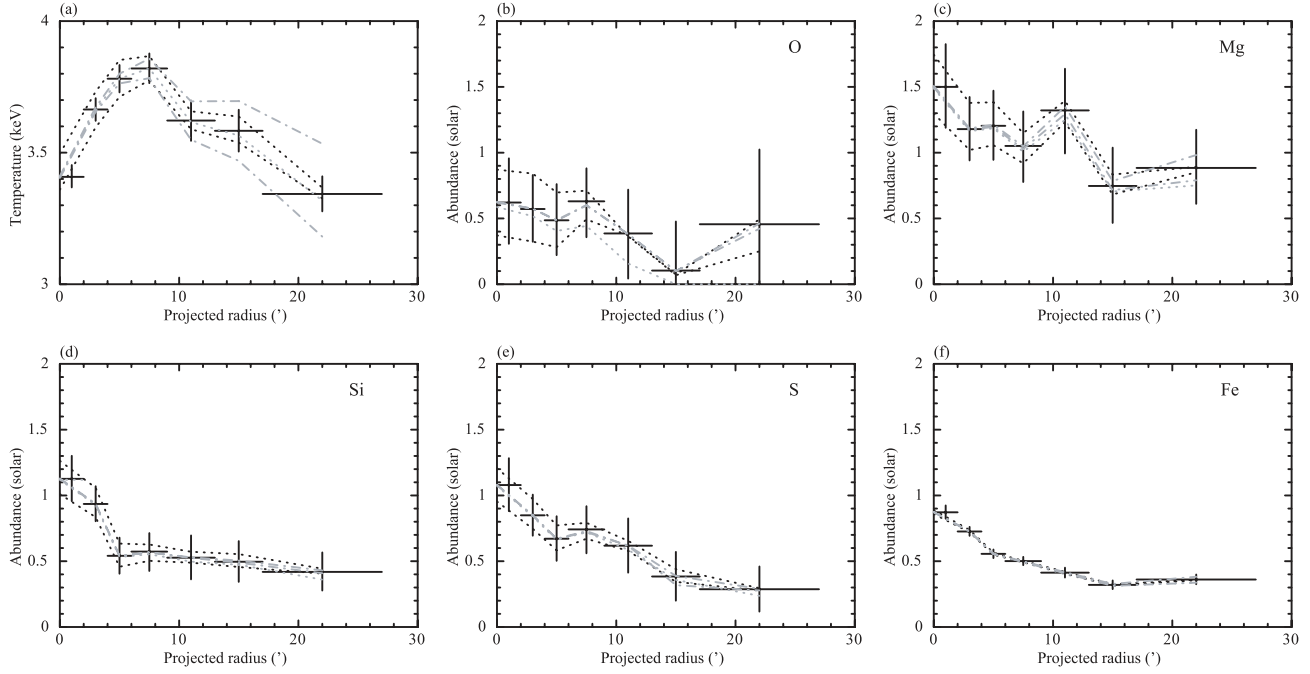 (a)
4
3.5
3
Temperature (keV)
0 10 20 30
Projected radius (')
(b)
O
2
1.5
1
0.5
0
Abundance (solar)
0 10 20 30
Projected radius (')
(c)
Mg
2
1.5
1
0.5
0
Abundance (solar)
0 10 20 30
Projected radius (')
(d)
Si
2
1.5
1
0.5
0
Abundance (solar)
0 10 20 30
Projected radius (')
(e)
S
2
1.5
1
0.5
0
Abundance (solar)
0 10 20 30
Projected radius (')
(f)
Fe
2
1.5
1
0.5
0
Abundance (solar)
0 10 20 30
Projected radius (')